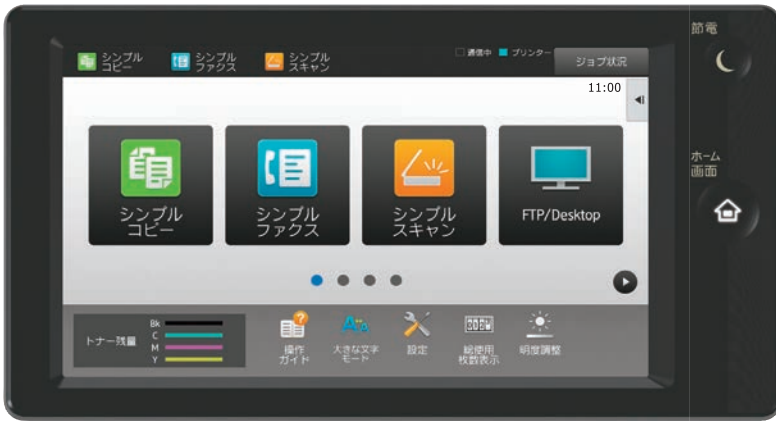 節電
シンプル
コピー
シンプル
ファクス
シンプル
スキャン
通信中
プリンター
ジョブ状況
11:00
ホーム
画面
シンプル
コピー
シンプル
ファクス
シンプル
スキャン
FTP/Desktop
トナー残量
Bk
C
M
Y
操作
ガイド
大きな文字
モード
設定
総使用
枚数表示
明度調整